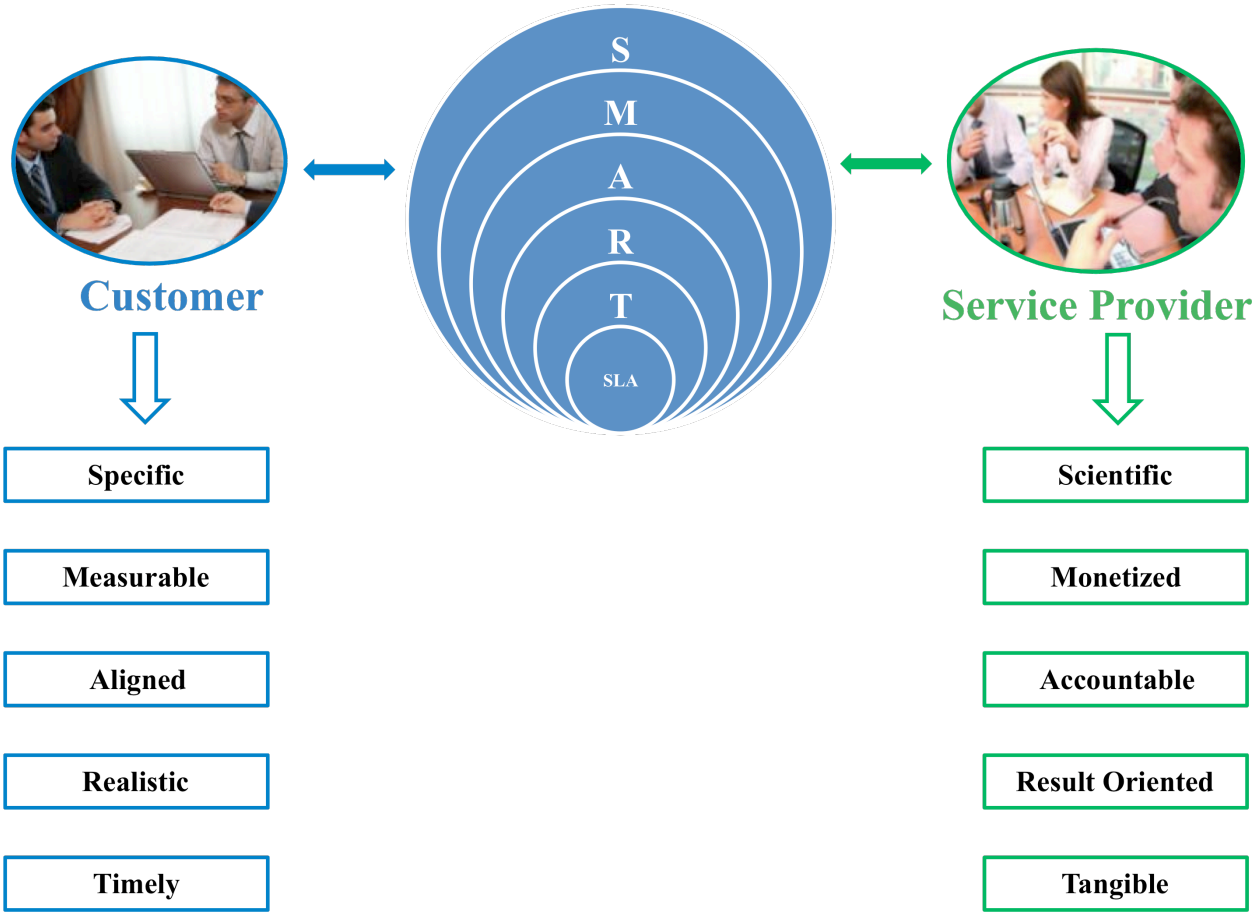 S
M
A
R
T
SLA
Customer
Service Provider
Specific
Measurable
Aligned
Realistic
Timely
Scientific
Monetized
Accountable
Result Oriented
Tangible